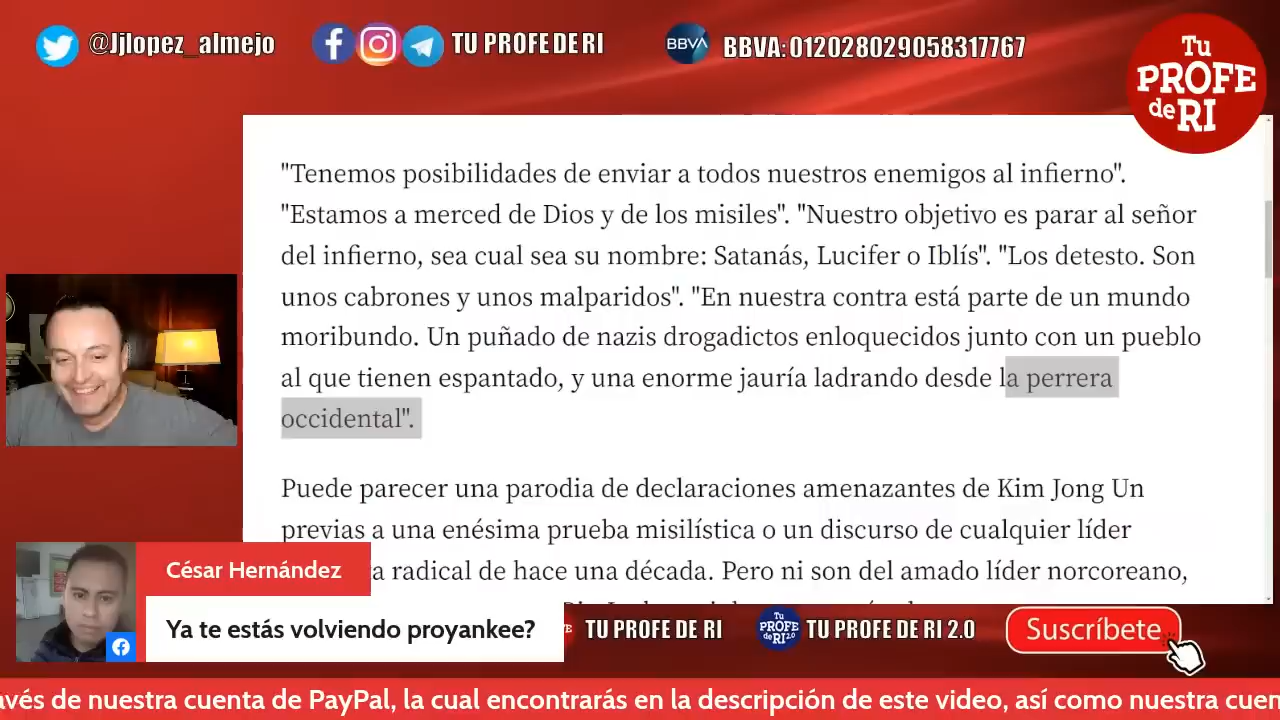 @Jjlopez_almejo
TU PROFE DE RI
BBVA
BBVA: 012028029058317767
Tu
PROFE
de RI
"Tenemos posibilidades de enviar a todos nuestros enemigos al infierno".
"Estamos a merced de Dios y de los misiles". "Nuestro objetivo es parar al señor
del infierno, sea cual sea su nombre: Satanás, Lucifer o Iblís". "Los detesto. Son
unos cabrones y unos malparidos". "En nuestra contra está parte de un mundo
moribundo. Un puñado de nazis drogadictos enloquecidos junto con un pueblo
al que tienen espantado, y una enorme jauría ladrando desde la perrera
occidental".
Puede parecer una parodia de declaraciones amenazantes de Kim Jong Un
previas a una enésima prueba misilística o un discurso de cualquier líder
a radical de hace una década. Pero ni son del amado líder norcoreano,
César Hernández
Ya te estás volviendo proyankee?
TU PROFE DE RI
Tu
PROFE
de RI 2.0
TU PROFE DE RI 2.0
Suscríbete
avés de nuestra cuenta de PayPal, la cual encontrarás en la descripción de este video, así como nuestra cuen